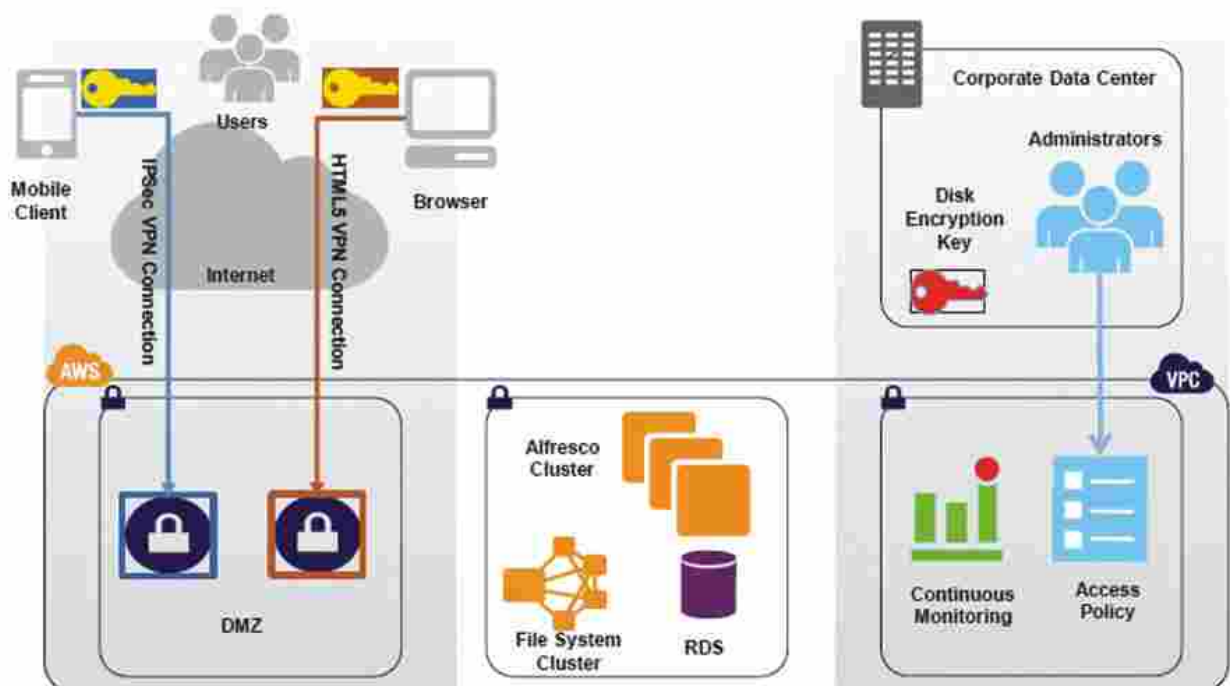 Users
Mobile
Client
IPSec VPN Connection
HTML5 VPN Connection
Browser
Internet
Corporate Data Center
Administrators
Disk
Encryption
Key
AWS
VPC
DMZ
Alfresco
Cluster
File System
Cluster
RDS
Continuous
Monitoring
Access
Policy